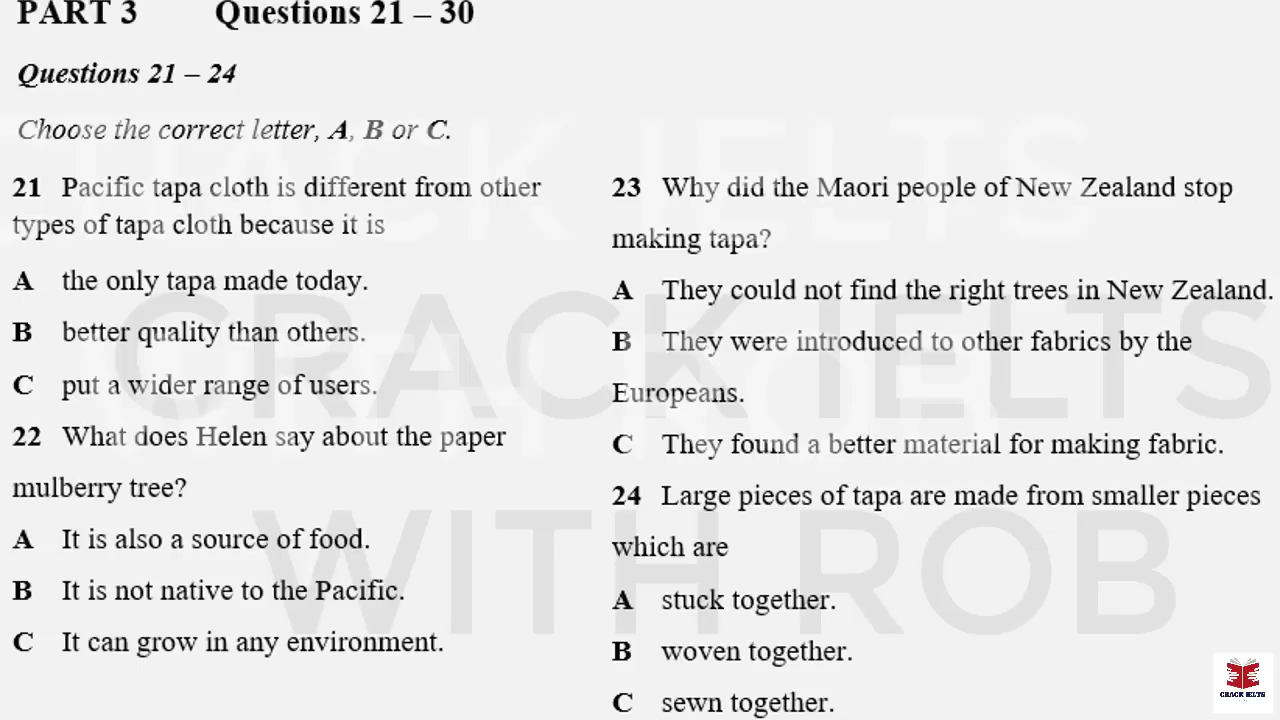 PART 3 Questions 21 – 30
Questions 21 – 24
Choose the correct letter, A, B or C.
21 Pacific tapa cloth is different from other
types of tapa cloth because it is
A the only tapa made today.
B better quality than others.
C put a wider range of users.
22 What does Helen say about the paper
mulberry tree?
A It is also a source of food.
B It is not native to the Pacific.
C It can grow in any environment.
23 Why did the Maori people of New Zealand stop
making tapa?
A They could not find the right trees in New Zealand.
B They were introduced to other fabrics by the
Europeans.
C They found a better material for making fabric.
24 Large pieces of tapa are made from smaller pieces
which are
A stuck together.
B woven together.
C sewn together.
CRACK IELTS
WITH ROB
CRACK IELTS